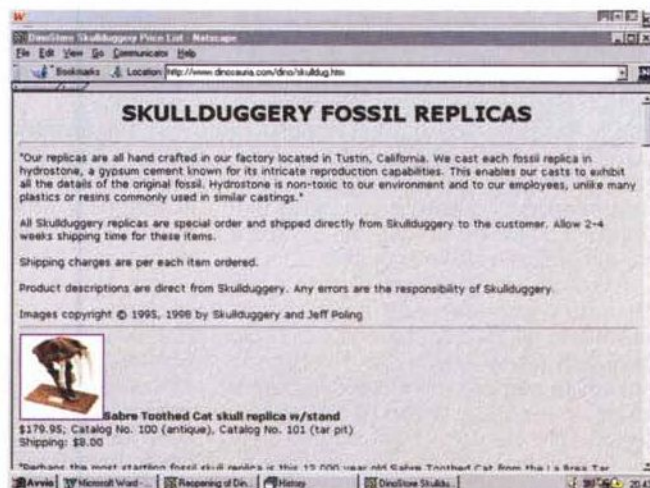 DinoStore Skullduggery Price List - Netscape
File Edit View Go Communicator Help
Bookmarks Location: http://www.dinosauria.com/dino/skulldug.htm
SKULLDUGGERY FOSSIL REPLICAS
"Our replicas are all hand crafted in our factory located in Tustin, California. We cast each fossil replica in
hydrostone, a gypsum cement known for its intricate reproduction capabilities. This enables our casts to exhibit
all the details of the original fossil. Hydrostone is non-toxic to our environment and to our employees, unlike many
plastics or resins commonly used in similar castings."
All Skullduggery replicas are special order and shipped directly from Skullduggery to the customer. Allow 2-4
weeks shipping time for these items.
Shipping charges are per each item ordered.
Product descriptions are direct from Skullduggery. Any errors are the responsibility of Skullduggery.
Images copyright © 1995, 1998 by Skullduggery and Jeff Poling
Sabre Toothed Cat skull replica w/stand
$179.95; Catalog No. 100 (antique), Catalog No. 101 (tar pit)
Shipping: $8.00
"Perhaps the most startling fossil skull replica is this 12,000 year old Sabre Toothed Cat from the La Brea Tar
Avvio Microsoft Word - ... Reopening of Din... History DinoStore Skulldu... 20.43